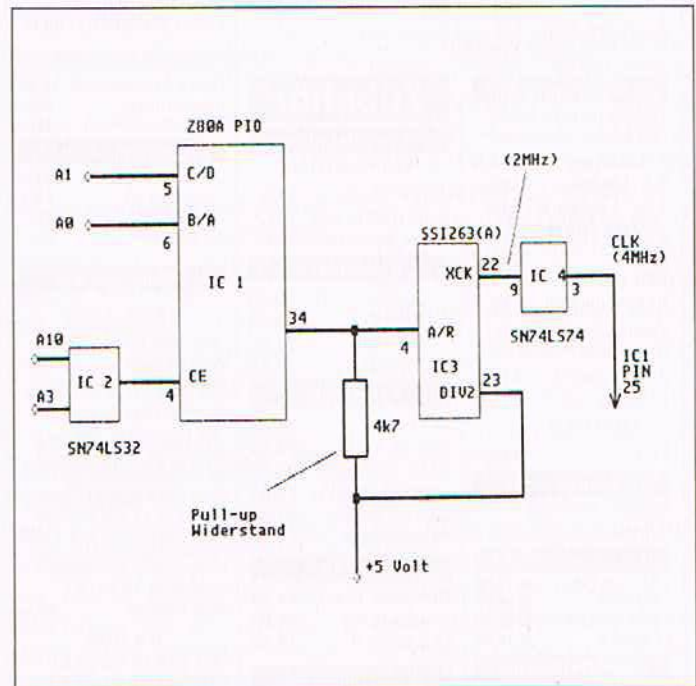 Z80A PIO
A1
C/D
5
A0
B/A
6
IC 1
34
A10
A3
IC 2
SN74LS32
4
CE
(2MHz)
SSI263(A)
XCK
22
9
IC 4
3
SN74LS74
CLK
(4MHz)
A/R
4
IC3
DIV2
23
IC1
PIN
25
4k7
Pull-up
Widerstand
+5 Volt